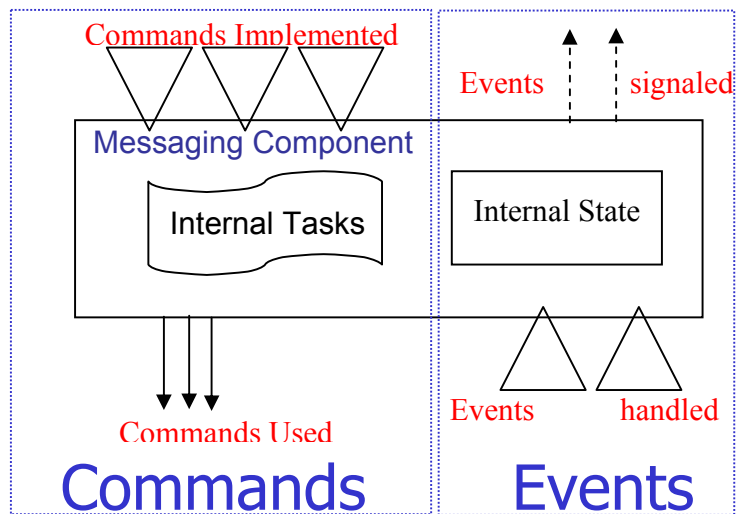 Commands Implemented
Events signaled
Messaging Component
Internal Tasks
Internal State
Commands Used
Events handled
Commands
Events